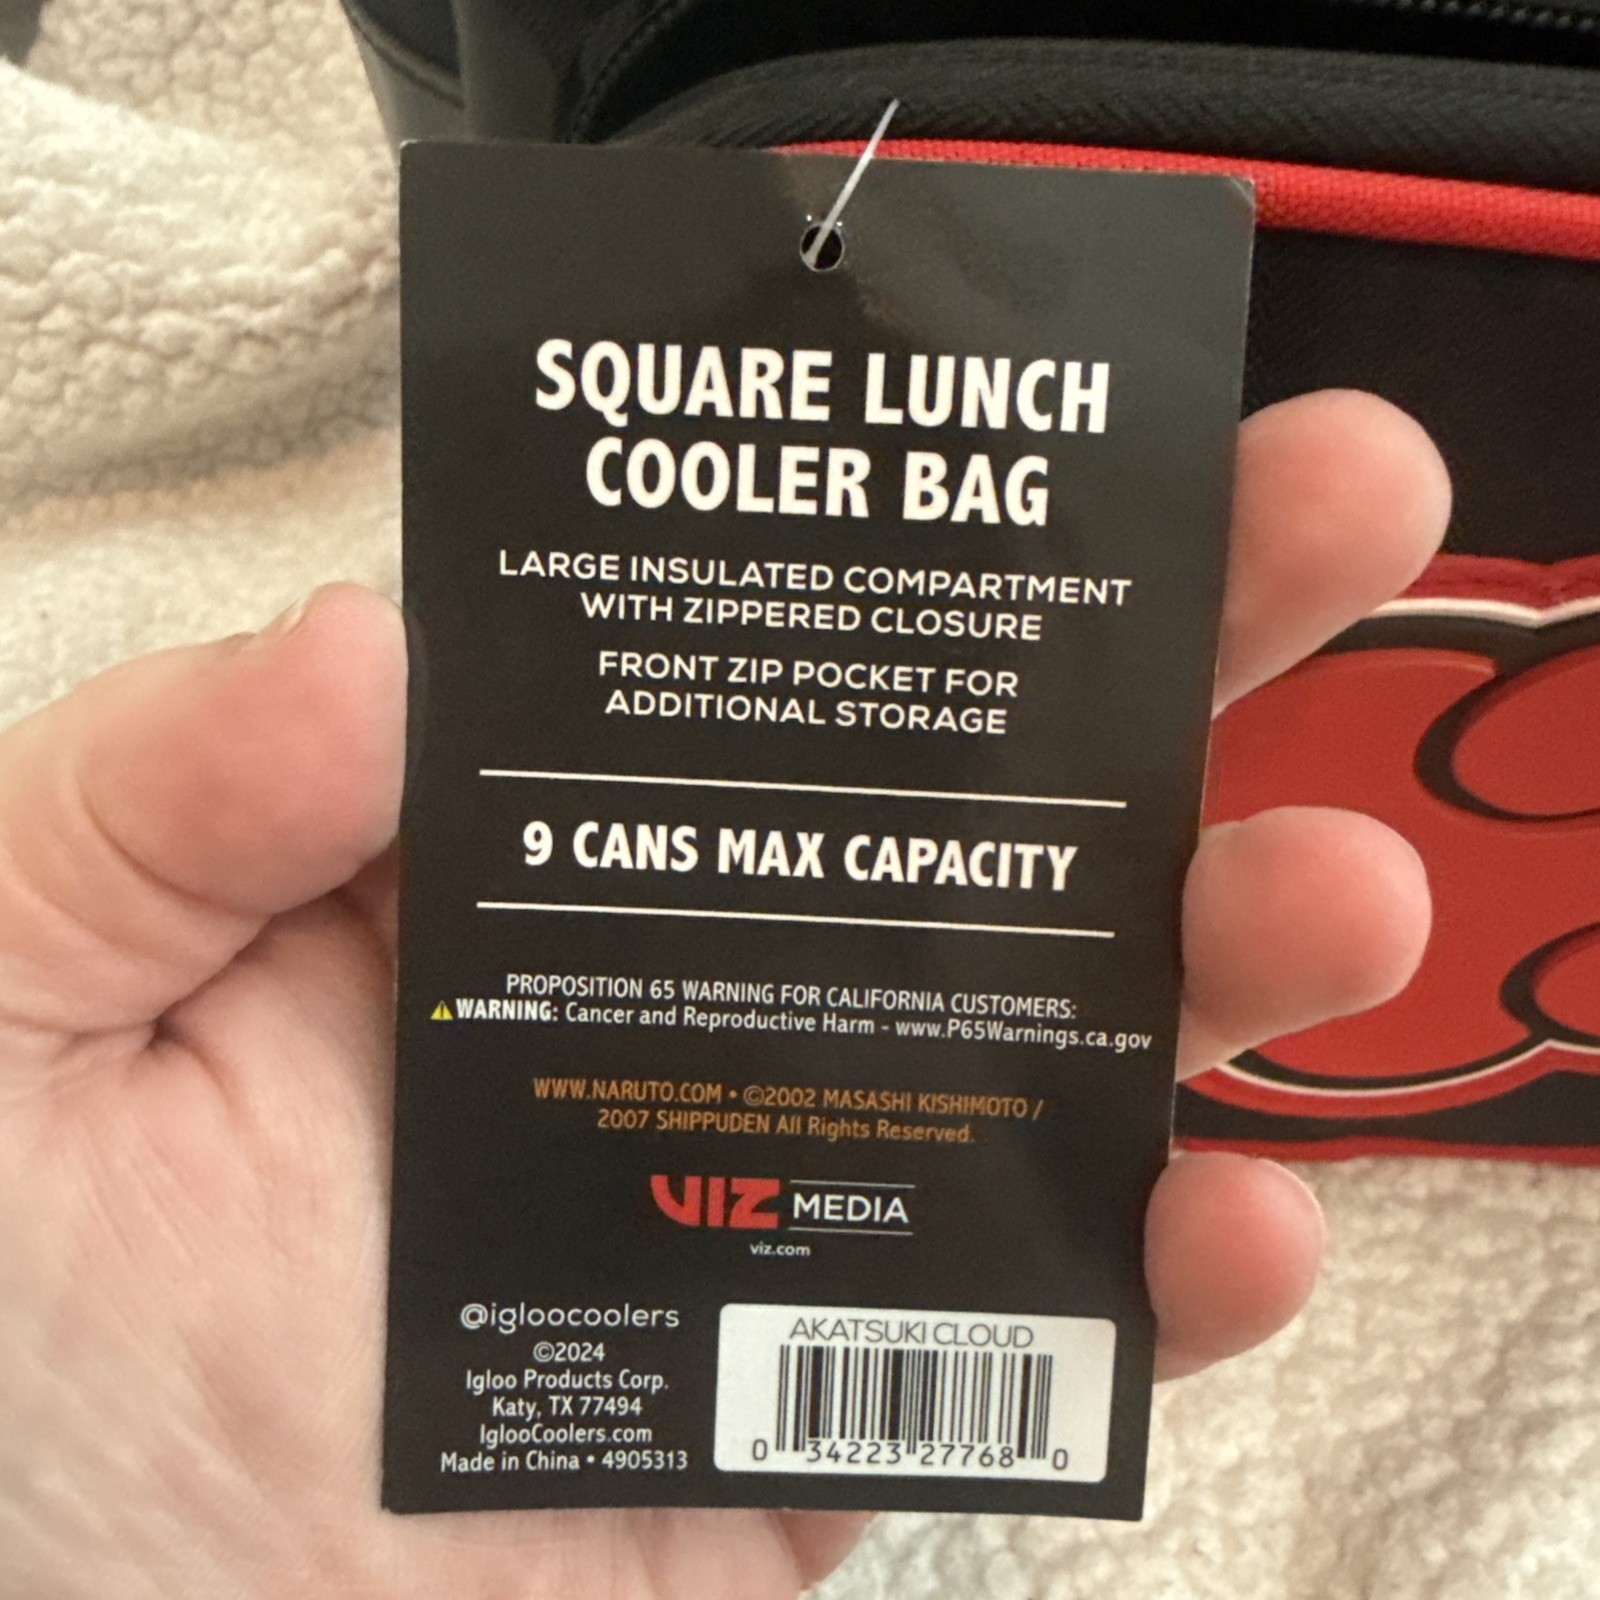 SQUARE LUNCH
COOLER BAG
LARGE INSULATED COMPARTMENT
WITH ZIPPERED CLOSURE
FRONT ZIP POCKET FOR
ADDITIONAL STORAGE
9 CANS MAX CAPACITY
PROPOSITION 65 WARNING FOR CALIFORNIA CUSTOMERS:
WARNING: Cancer and Reproductive Harm - www.P65Warnings.ca.gov
WWW.NARUTO.COM • ©2002 MASASHI KISHIMOTO /
2007 SHIPPUDEN All Rights Reserved.
VIZ MEDIA
viz.com
@igloocoolers
©2024
Igloo Products Corp.
Katy, TX 77494
IglooCoolers.com
Made in China • 4905313
AKATSUKI CLOUD
0 34223 27768 0